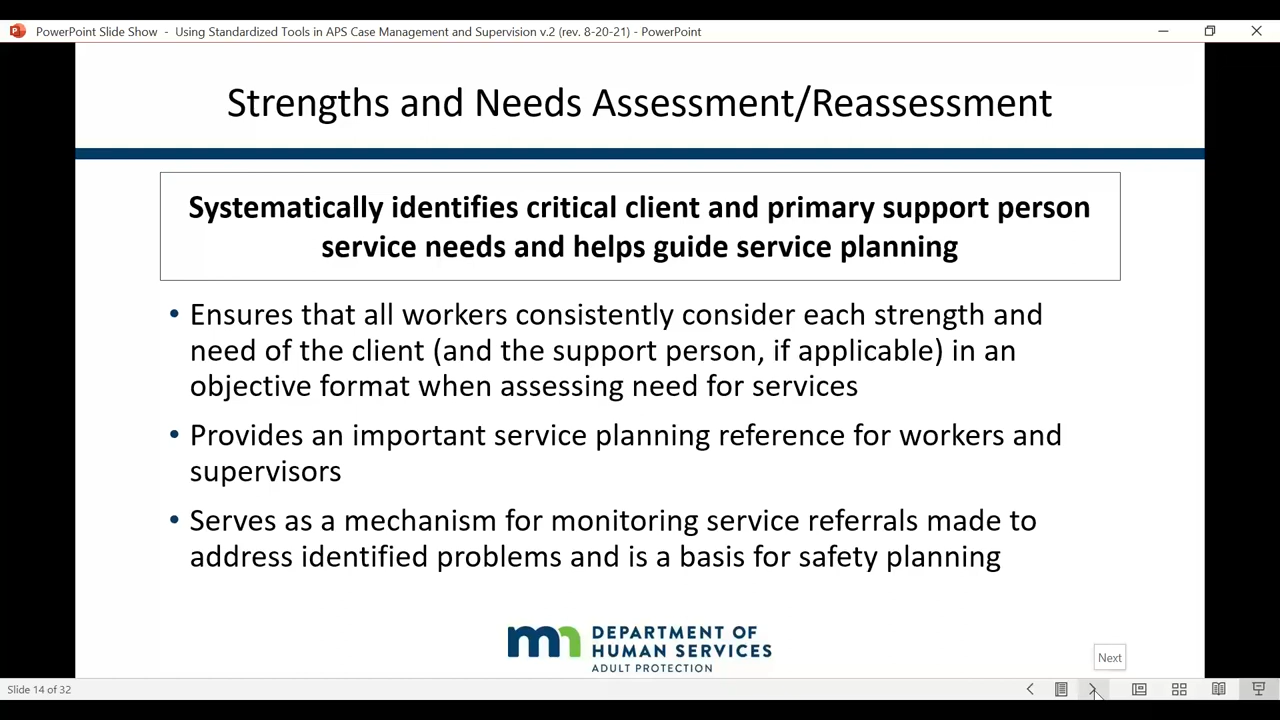 PowerPoint Slide Show - Using Standardized Tools in APS Case Management and Supervision v.2 (rev. 8-20-21) - PowerPoint
Strengths and Needs Assessment/Reassessment
Systematically identifies critical client and primary support person
service needs and helps guide service planning
• Ensures that all workers consistently consider each strength and
need of the client (and the support person, if applicable) in an
objective format when assessing need for services
• Provides an important service planning reference for workers and
supervisors
• Serves as a mechanism for monitoring service referrals made to
address identified problems and is a basis for safety planning
mn DEPARTMENT OF
HUMAN SERVICES
ADULT PROTECTION
Next
Slide 14 of 32